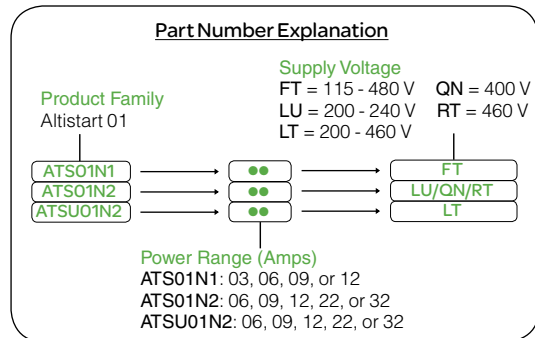 Part Number Explanation
Supply Voltage
FT = 115 - 480 V QN = 400 V
LU = 200 - 240 V RT = 460 V
LT = 200 - 460 V
Product Family
Altistart 01
ATS01N1 ●● FT
ATS01N2 ●● LU/QN/RT
ATSU01N2 ●● LT
Power Range (Amps)
ATS01N1: 03, 06, 09, or 12
ATS01N2: 06, 09, 12, 22, or 32
ATSU01N2: 06, 09, 12, 22, or 32